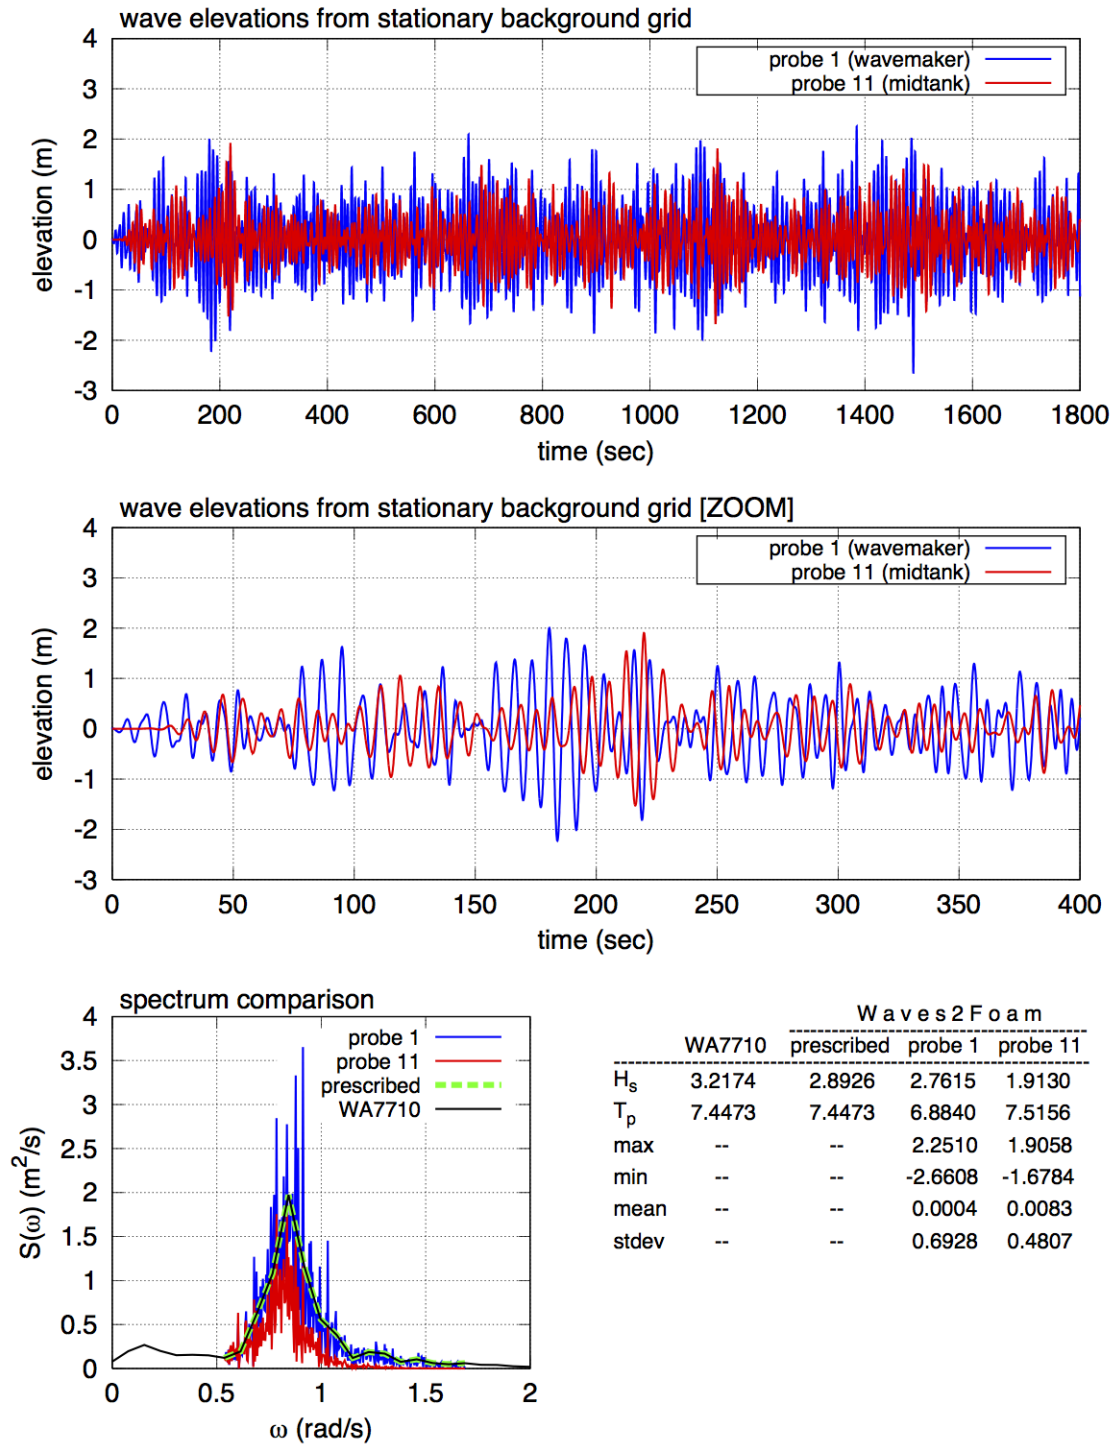 wave elevations from stationary background grid
probe 1 (wavemaker)
probe 11 (midtank)
4
3
2
1
0
-1
-2
-3
elevation (m)
0 200 400 600 800 1000 1200 1400 1600 1800
time (sec)
wave elevations from stationary background grid [ZOOM]
probe 1 (wavemaker)
probe 11 (midtank)
4
3
2
1
0
-1
-2
-3
elevation (m)
0 50 100 150 200 250 300 350 400
time (sec)
spectrum comparison
probe 1
probe 11
prescribed
WA7710
4
3.5
3
2.5
2
1.5
1
0.5
0
S(ω) (m²/s)
0 0.5 1 1.5 2
ω (rad/s)
Waves2Foam
WA7710 prescribed probe 1 probe 11
Hₛ 3.2174 2.8926 2.7615 1.9130
Tₚ 7.4473 7.4473 6.8840 7.5156
max -- -- 2.2510 1.9058
min -- -- -2.6608 -1.6784
mean -- -- 0.0004 0.0083
stdev -- -- 0.6928 0.4807